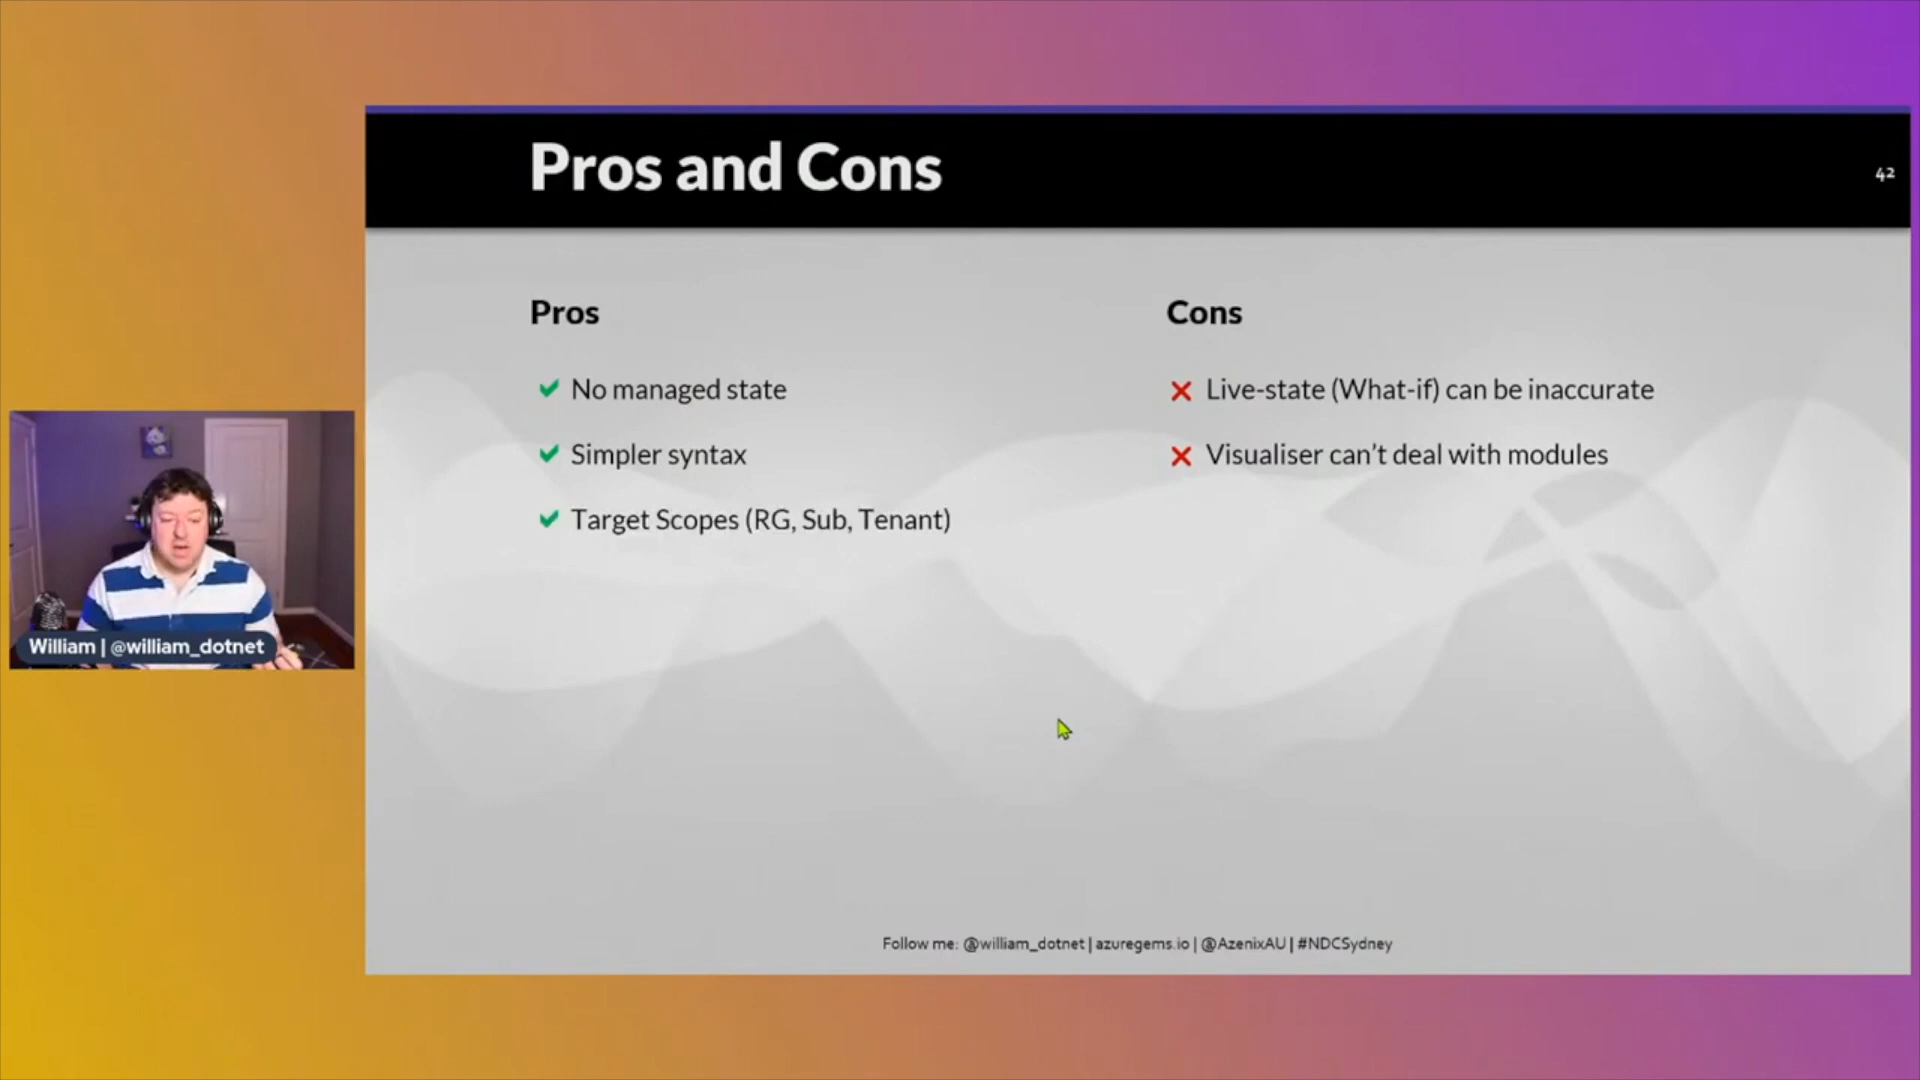 Pros and Cons
42
Pros
No managed state
Simpler syntax
Target Scopes (RG, Sub, Tenant)
Cons
Live-state (What-if) can be inaccurate
Visualiser can't deal with modules
William | @william_dotnet
Follow me: @william_dotnet | azuregems.io | @AzenixAU | #NDCSydney